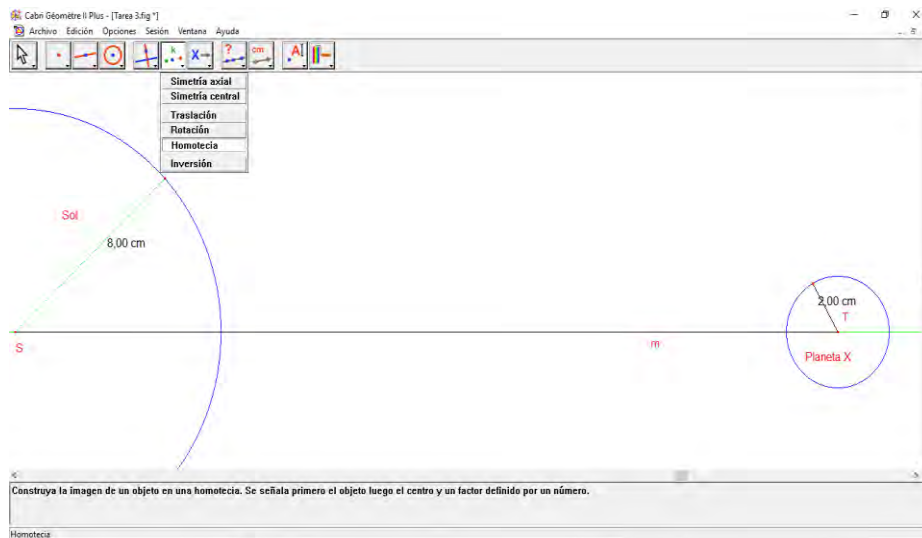 Cabri Géomètre II Plus - [Tarea 3.fig *]
Archivo Edición Opciones Sesión Ventana Ayuda
k
X
?
cm
A
Simetría axial
Simetría central
Traslación
Rotación
Homotecia
Inversión
Sol
8,00 cm
2,00 cm
T
S
m
Planeta X
Construya la imagen de un objeto en una homotecia. Se señala primero el objeto luego el centro y un factor definido por un número.
Homotecia